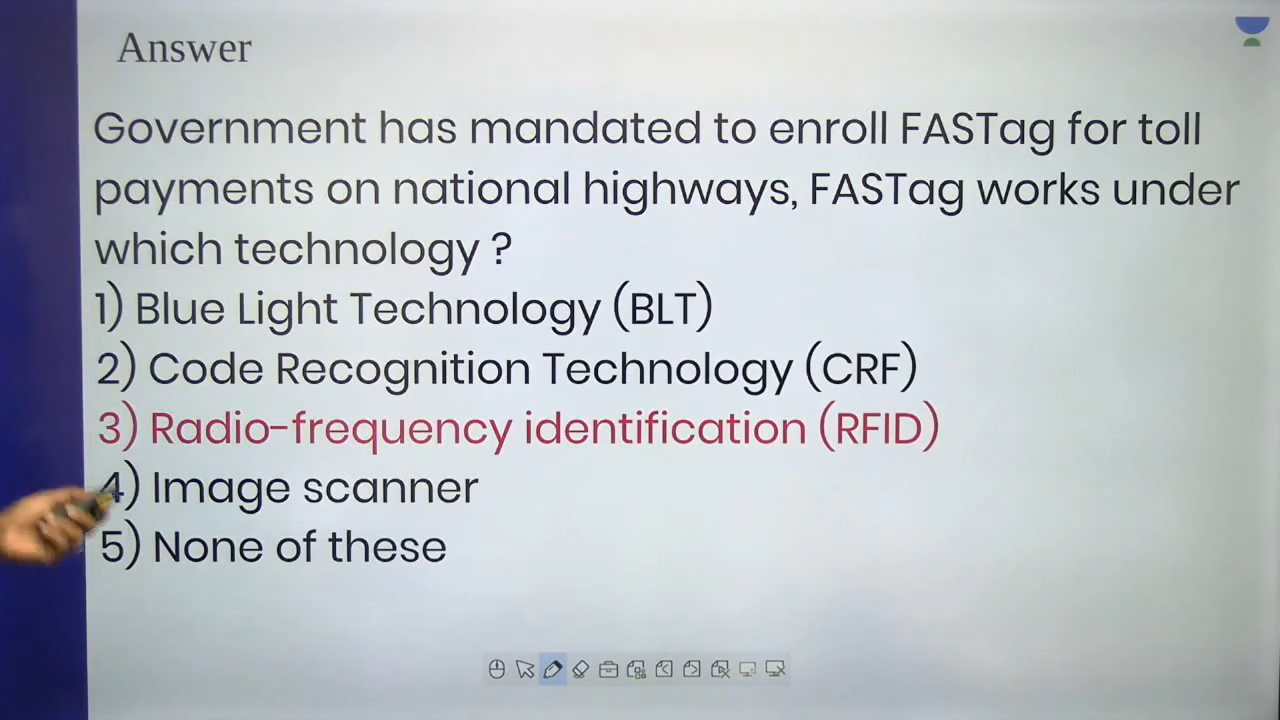 Answer
Government has mandated to enroll FASTag for toll
payments on national highways, FASTag works under
which technology ?
1) Blue Light Technology (BLT)
2) Code Recognition Technology (CRF)
3) Radio-frequency identification (RFID)
4) Image scanner
5) None of these